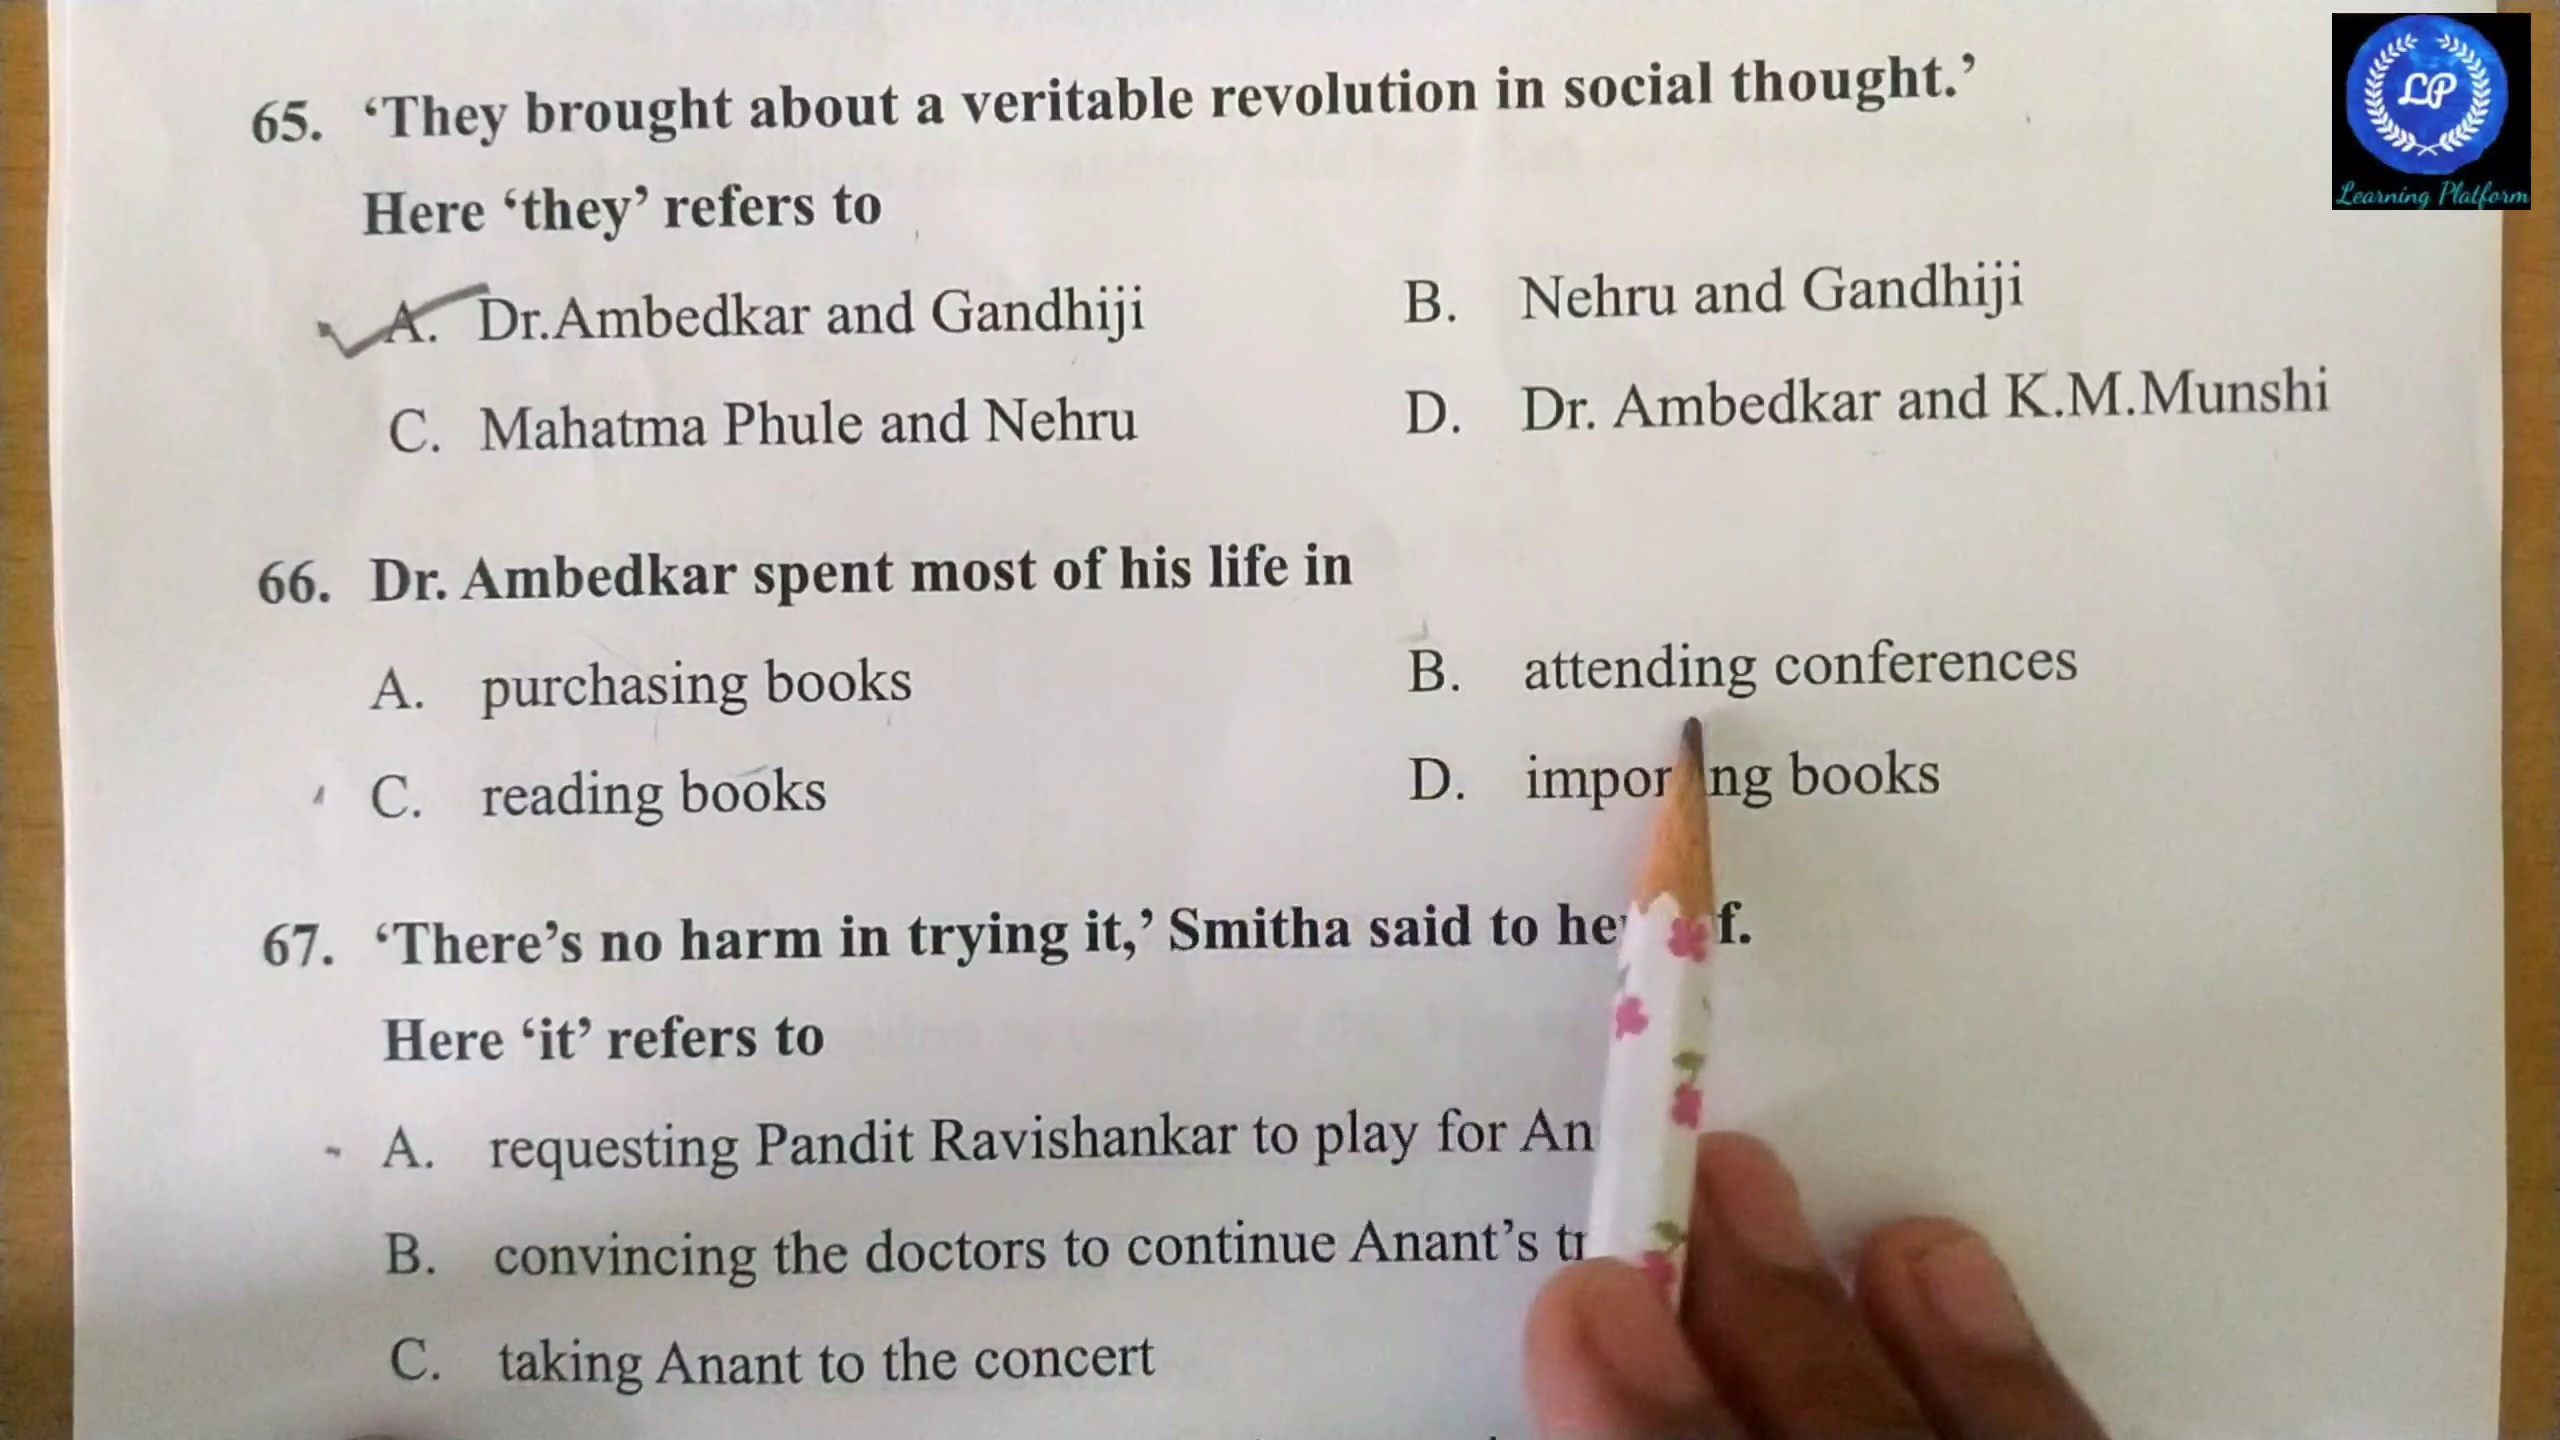 65. ‘They brought about a veritable revolution in social thought.’
Here ‘they’ refers to
A. Dr.Ambedkar and Gandhiji B. Nehru and Gandhiji
C. Mahatma Phule and Nehru D. Dr. Ambedkar and K.M.Munshi
66. Dr. Ambedkar spent most of his life in
A. purchasing books B. attending conferences
C. reading books D. books
67. ‘There’s no harm in trying it,’ Smitha said to
Here ‘it’ refers to
A. requesting Pandit Ravishankar to play for
B. convincing the doctors to continue Anant’s
C. taking Anant to the concert
LP
Learning Platform